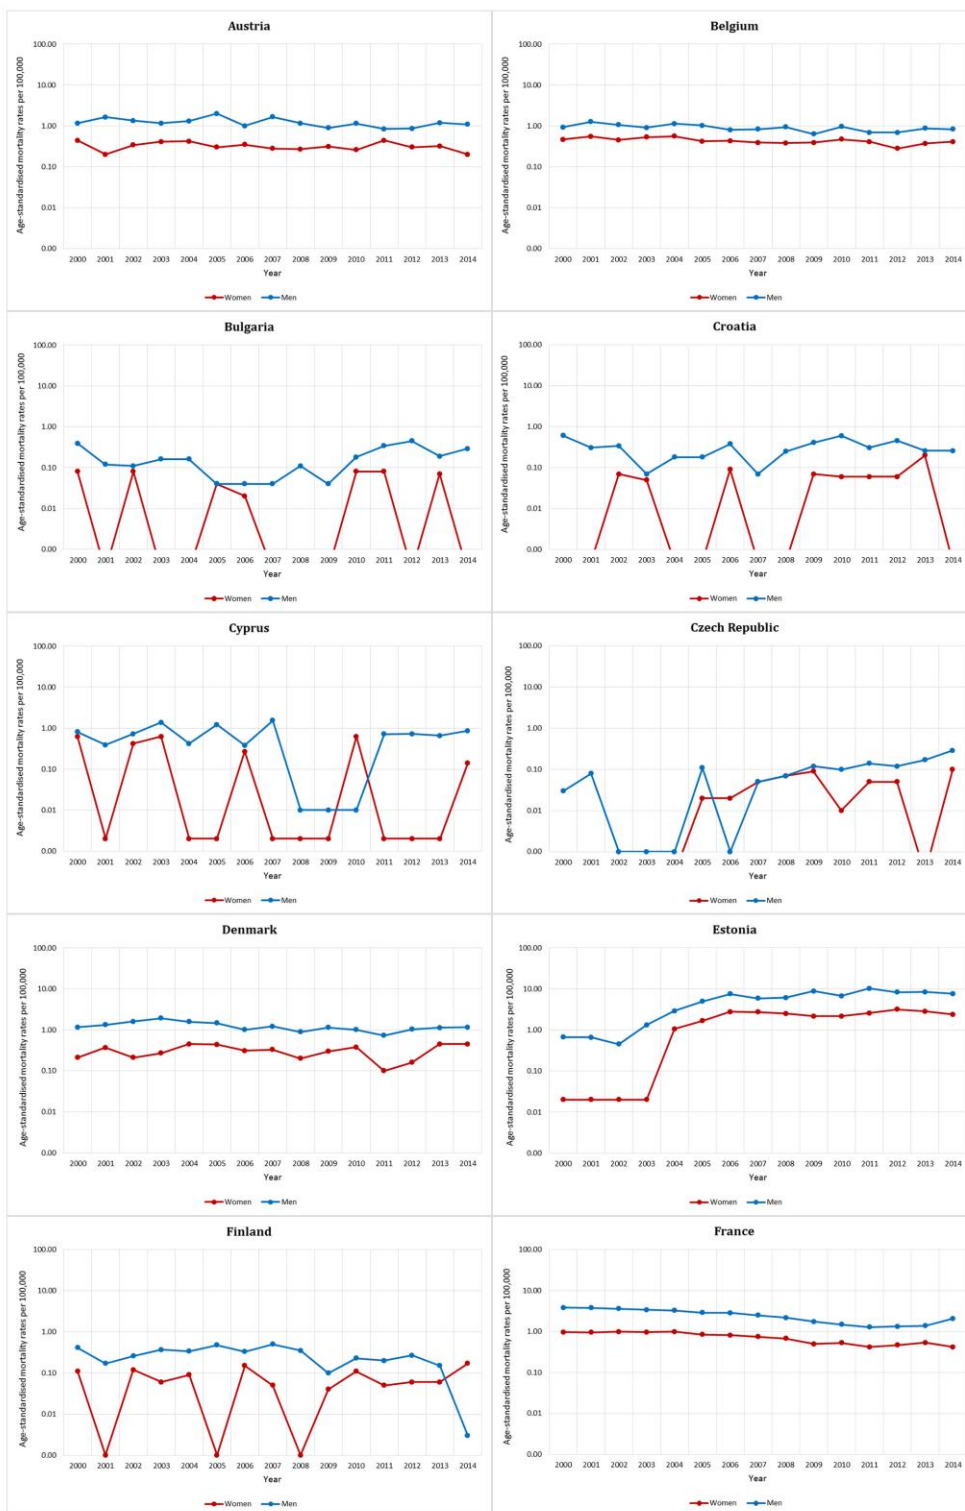 Austria
Age-standardised mortality rates per 100,000
100.00
10.00
1.00
0.10
0.01
0.00
2000 2001 2002 2003 2004 2005 2006 2007 2008 2009 2010 2011 2012 2013 2014
Year
Women Men
Belgium
Age-standardised mortality rates per 100,000
100.00
10.00
1.00
0.10
0.01
0.00
2000 2001 2002 2003 2004 2005 2006 2007 2008 2009 2010 2011 2012 2013 2014
Year
Women Men
Bulgaria
Age-standardised mortality rates per 100,000
100.00
10.00
1.00
0.10
0.01
0.00
2000 2001 2002 2003 2004 2005 2006 2007 2008 2009 2010 2011 2012 2013 2014
Year
Women Men
Croatia
Age-standardised mortality rates per 100,000
100.00
10.00
1.00
0.10
0.01
0.00
2000 2001 2002 2003 2004 2005 2006 2007 2008 2009 2010 2011 2012 2013 2014
Year
Women Men
Cyprus
Age-standardised mortality rates per 100,000
100.00
10.00
1.00
0.10
0.01
0.00
2000 2001 2002 2003 2004 2005 2006 2007 2008 2009 2010 2011 2012 2013 2014
Year
Women Men
Czech Republic
Age-standardised mortality rates per 100,000
100.00
10.00
1.00
0.10
0.01
0.00
2000 2001 2002 2003 2004 2005 2006 2007 2008 2009 2010 2011 2012 2013 2014
Year
Women Men
Denmark
Age-standardised mortality rates per 100,000
100.00
10.00
1.00
0.10
0.01
0.00
2000 2001 2002 2003 2004 2005 2006 2007 2008 2009 2010 2011 2012 2013 2014
Year
Women Men
Estonia
Age-standardised mortality rates per 100,000
100.00
10.00
1.00
0.10
0.01
0.00
2000 2001 2002 2003 2004 2005 2006 2007 2008 2009 2010 2011 2012 2013 2014
Year
Women Men
Finland
Age-standardised mortality rates per 100,000
100.00
10.00
1.00
0.10
0.01
0.00
2000 2001 2002 2003 2004 2005 2006 2007 2008 2009 2010 2011 2012 2013 2014
Year
Women Men
France
Age-standardised mortality rates per 100,000
100.00
10.00
1.00
0.10
0.01
0.00
2000 2001 2002 2003 2004 2005 2006 2007 2008 2009 2010 2011 2012 2013 2014
Year
Women Men